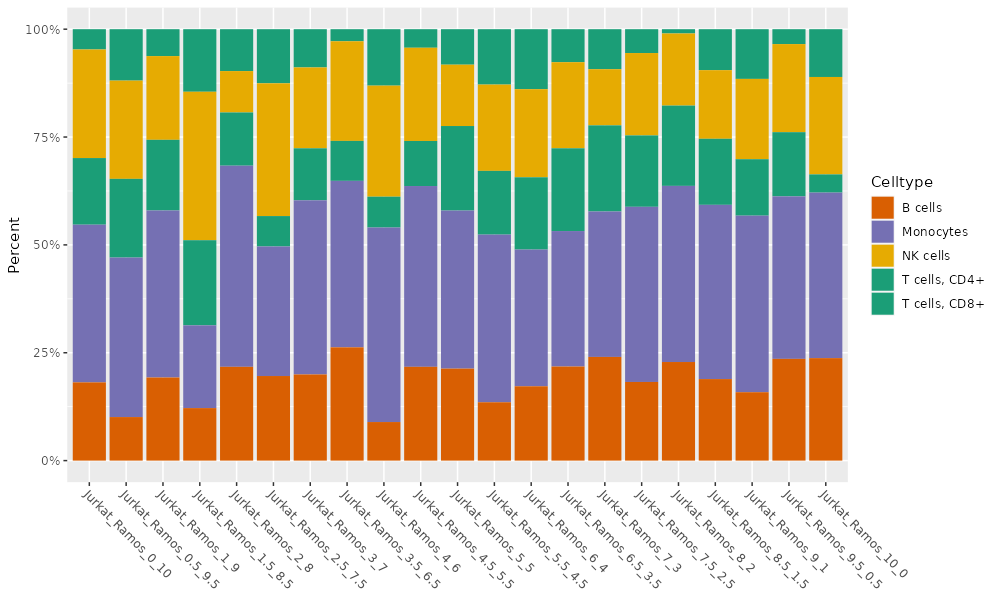 100%
75%
50%
25%
0%
Percent
Jurkat_Ramos_0_10
Jurkat_Ramos_0.5_9.5
Jurkat_Ramos_1_9
Jurkat_Ramos_1.5_8.5
Jurkat_Ramos_2_8
Jurkat_Ramos_2.5_7.5
Jurkat_Ramos_3_7
Jurkat_Ramos_3.5_6.5
Jurkat_Ramos_4_6
Jurkat_Ramos_4.5_5.5
Jurkat_Ramos_5_5
Jurkat_Ramos_5.5_4.5
Jurkat_Ramos_6_4
Jurkat_Ramos_6.5_3.5
Jurkat_Ramos_7_3
Jurkat_Ramos_7.5_2.5
Jurkat_Ramos_8_2
Jurkat_Ramos_8.5_1.5
Jurkat_Ramos_9_1
Jurkat_Ramos_9.5_0.5
Jurkat_Ramos_10_0
Celltype
B cells
Monocytes
NK cells
T cells, CD4+
T cells, CD8+